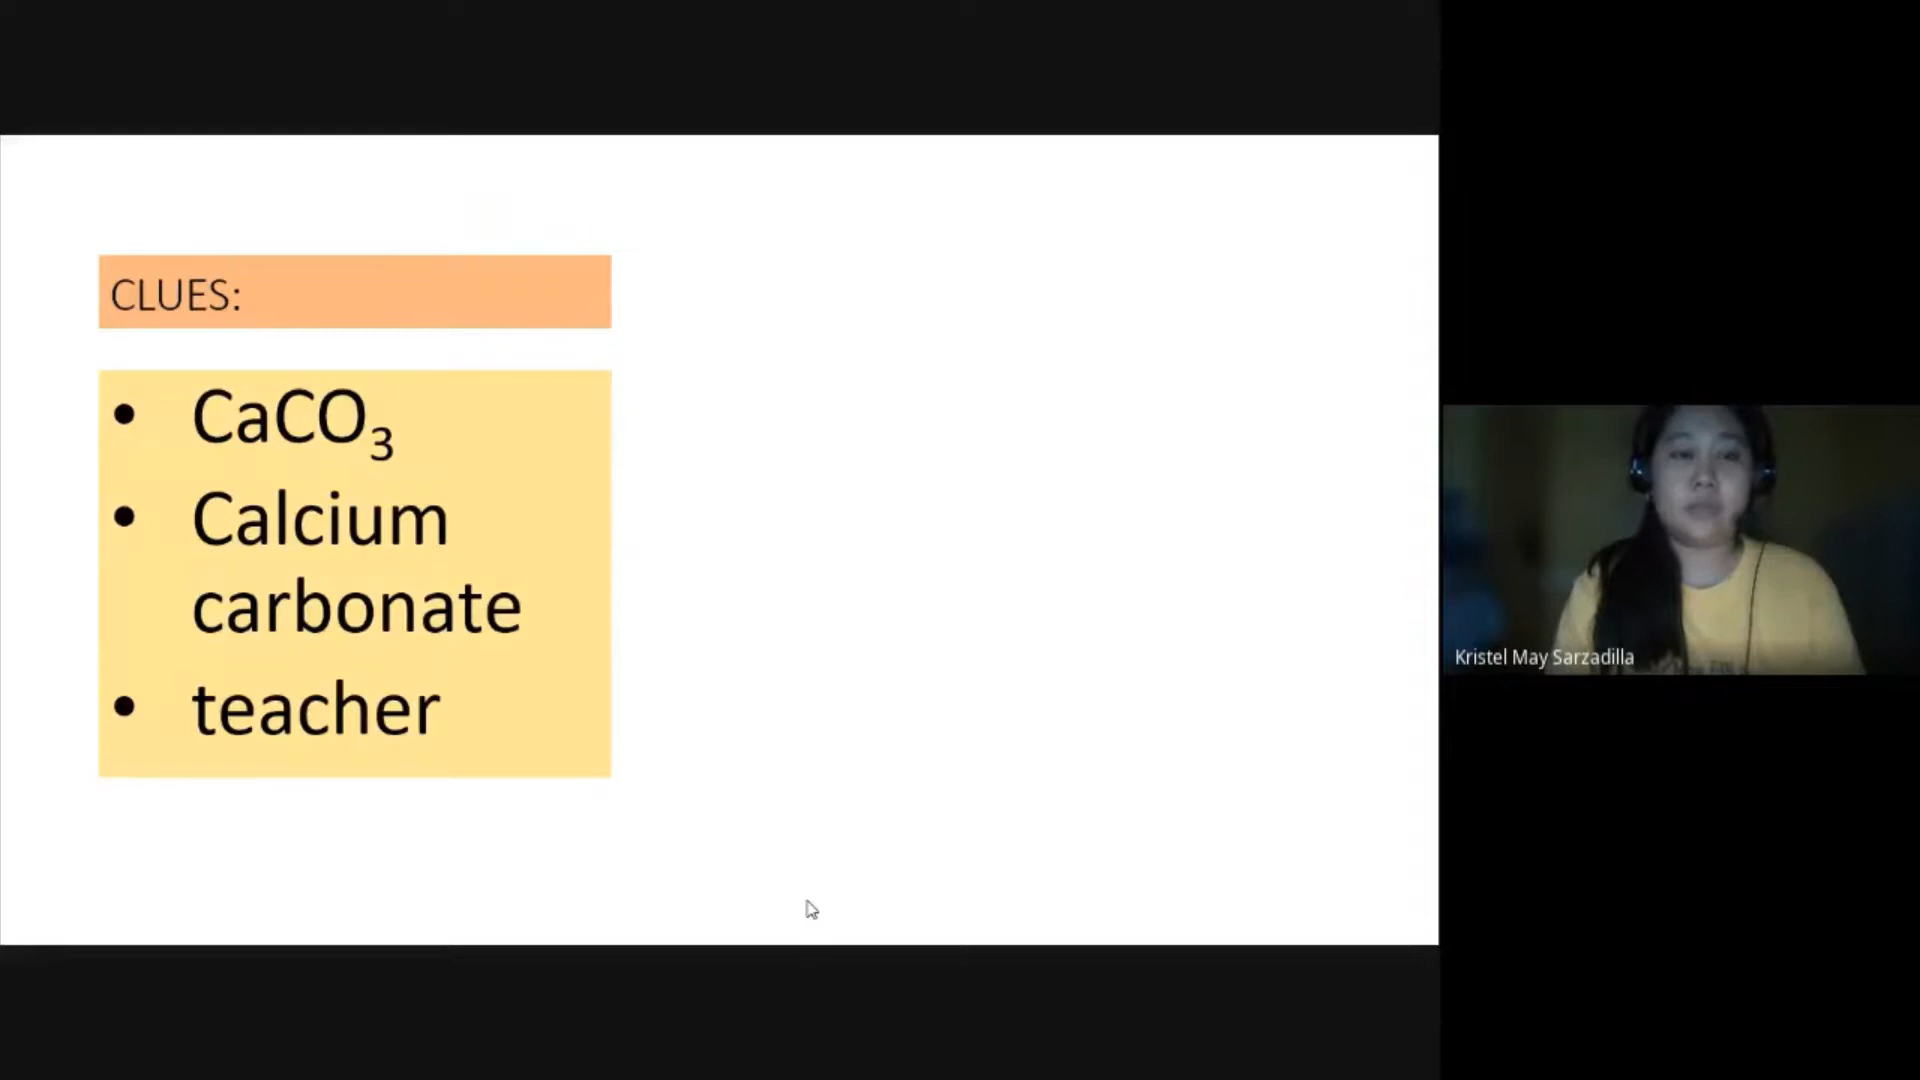 CLUES:
• CaCO₃
• Calcium
carbonate
• teacher
Kristel May Sarzadilla